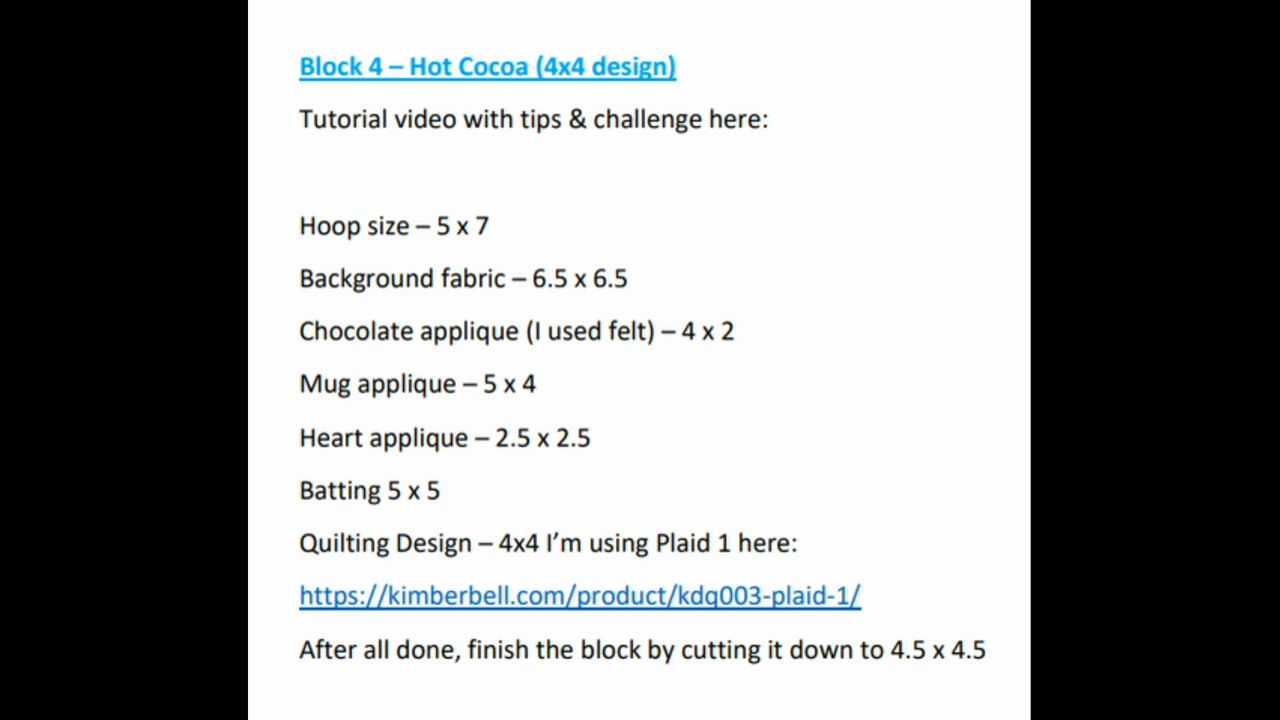 Block 4 – Hot Cocoa (4x4 design)
Tutorial video with tips & challenge here:
Hoop size – 5 x 7
Background fabric – 6.5 x 6.5
Chocolate applique (I used felt) – 4 x 2
Mug applique – 5 x 4
Heart applique – 2.5 x 2.5
Batting 5 x 5
Quilting Design – 4x4 I’m using Plaid 1 here:
https://kimberbell.com/product/kdq003-plaid-1/
After all done, finish the block by cutting it down to 4.5 x 4.5